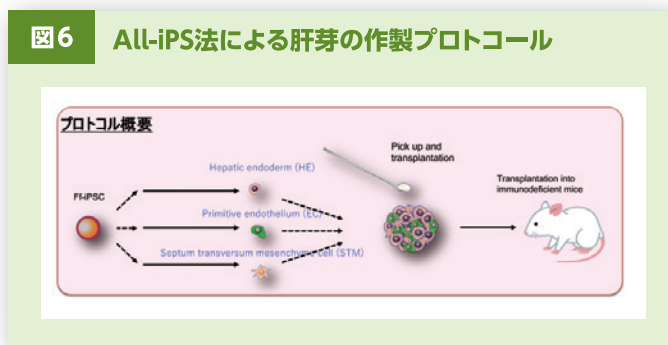 図6
All-iPS法による肝芽の作製プロトコール
プロトコル概要
Pick up and
transplantation
Hepatic endoderm (HE)
Transplantation into
immunodeficient mice
Ff-iPSC
Primitive endothelium (EC)
Septum transversum mesenchyme cell (STM)